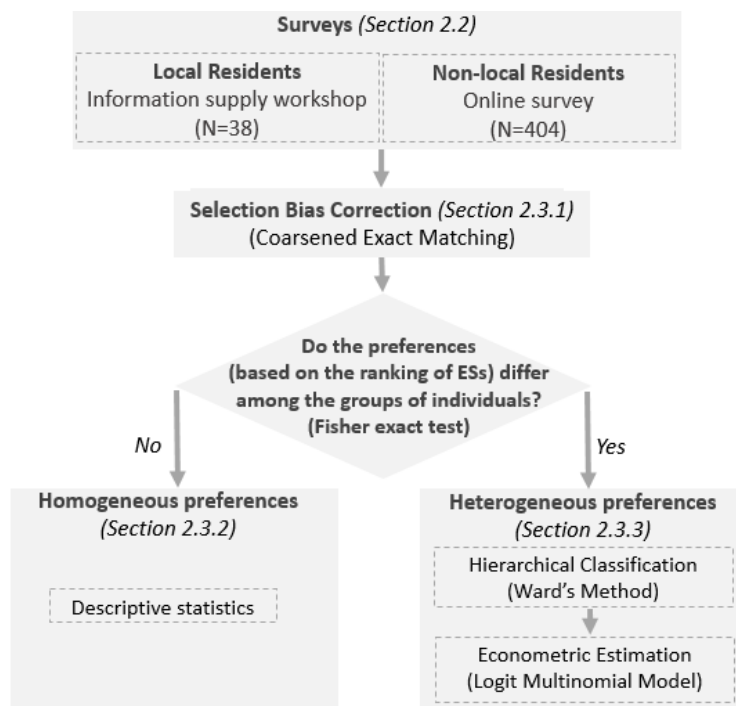 Surveys (Section 2.2)
Local Residents
Information supply workshop
(N=38)
Non-local Residents
Online survey
(N=404)
Selection Bias Correction (Section 2.3.1)
(Coarsened Exact Matching)
Do the preferences
(based on the ranking of ESs) differ
among the groups of individuals?
(Fisher exact test)
No
Yes
Homogeneous preferences
(Section 2.3.2)
Descriptive statistics
Heterogeneous preferences
(Section 2.3.3)
Hierarchical Classification
(Ward’s Method)
Econometric Estimation
(Logit Multinomial Model)